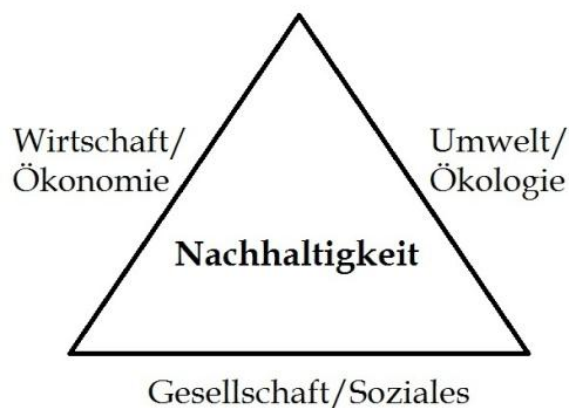 Wirtschaft/
Ökonomie
Umwelt/
Ökologie
Nachhaltigkeit
Gesellschaft/Soziales